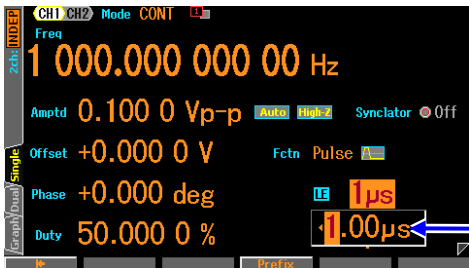 CH1 CH2 Mode CONT 1
2ch: INDEP
Freq
1 000.000 000 00 Hz
Amptd 0.100 0 Vp-p Auto High-Z Synclator Off
Offset +0.000 0 V Fctn Pulse
Phase +0.000 deg LE 1µs
Duty 50.000 0 % 1.00µs
Graph Dual Single
Prefix